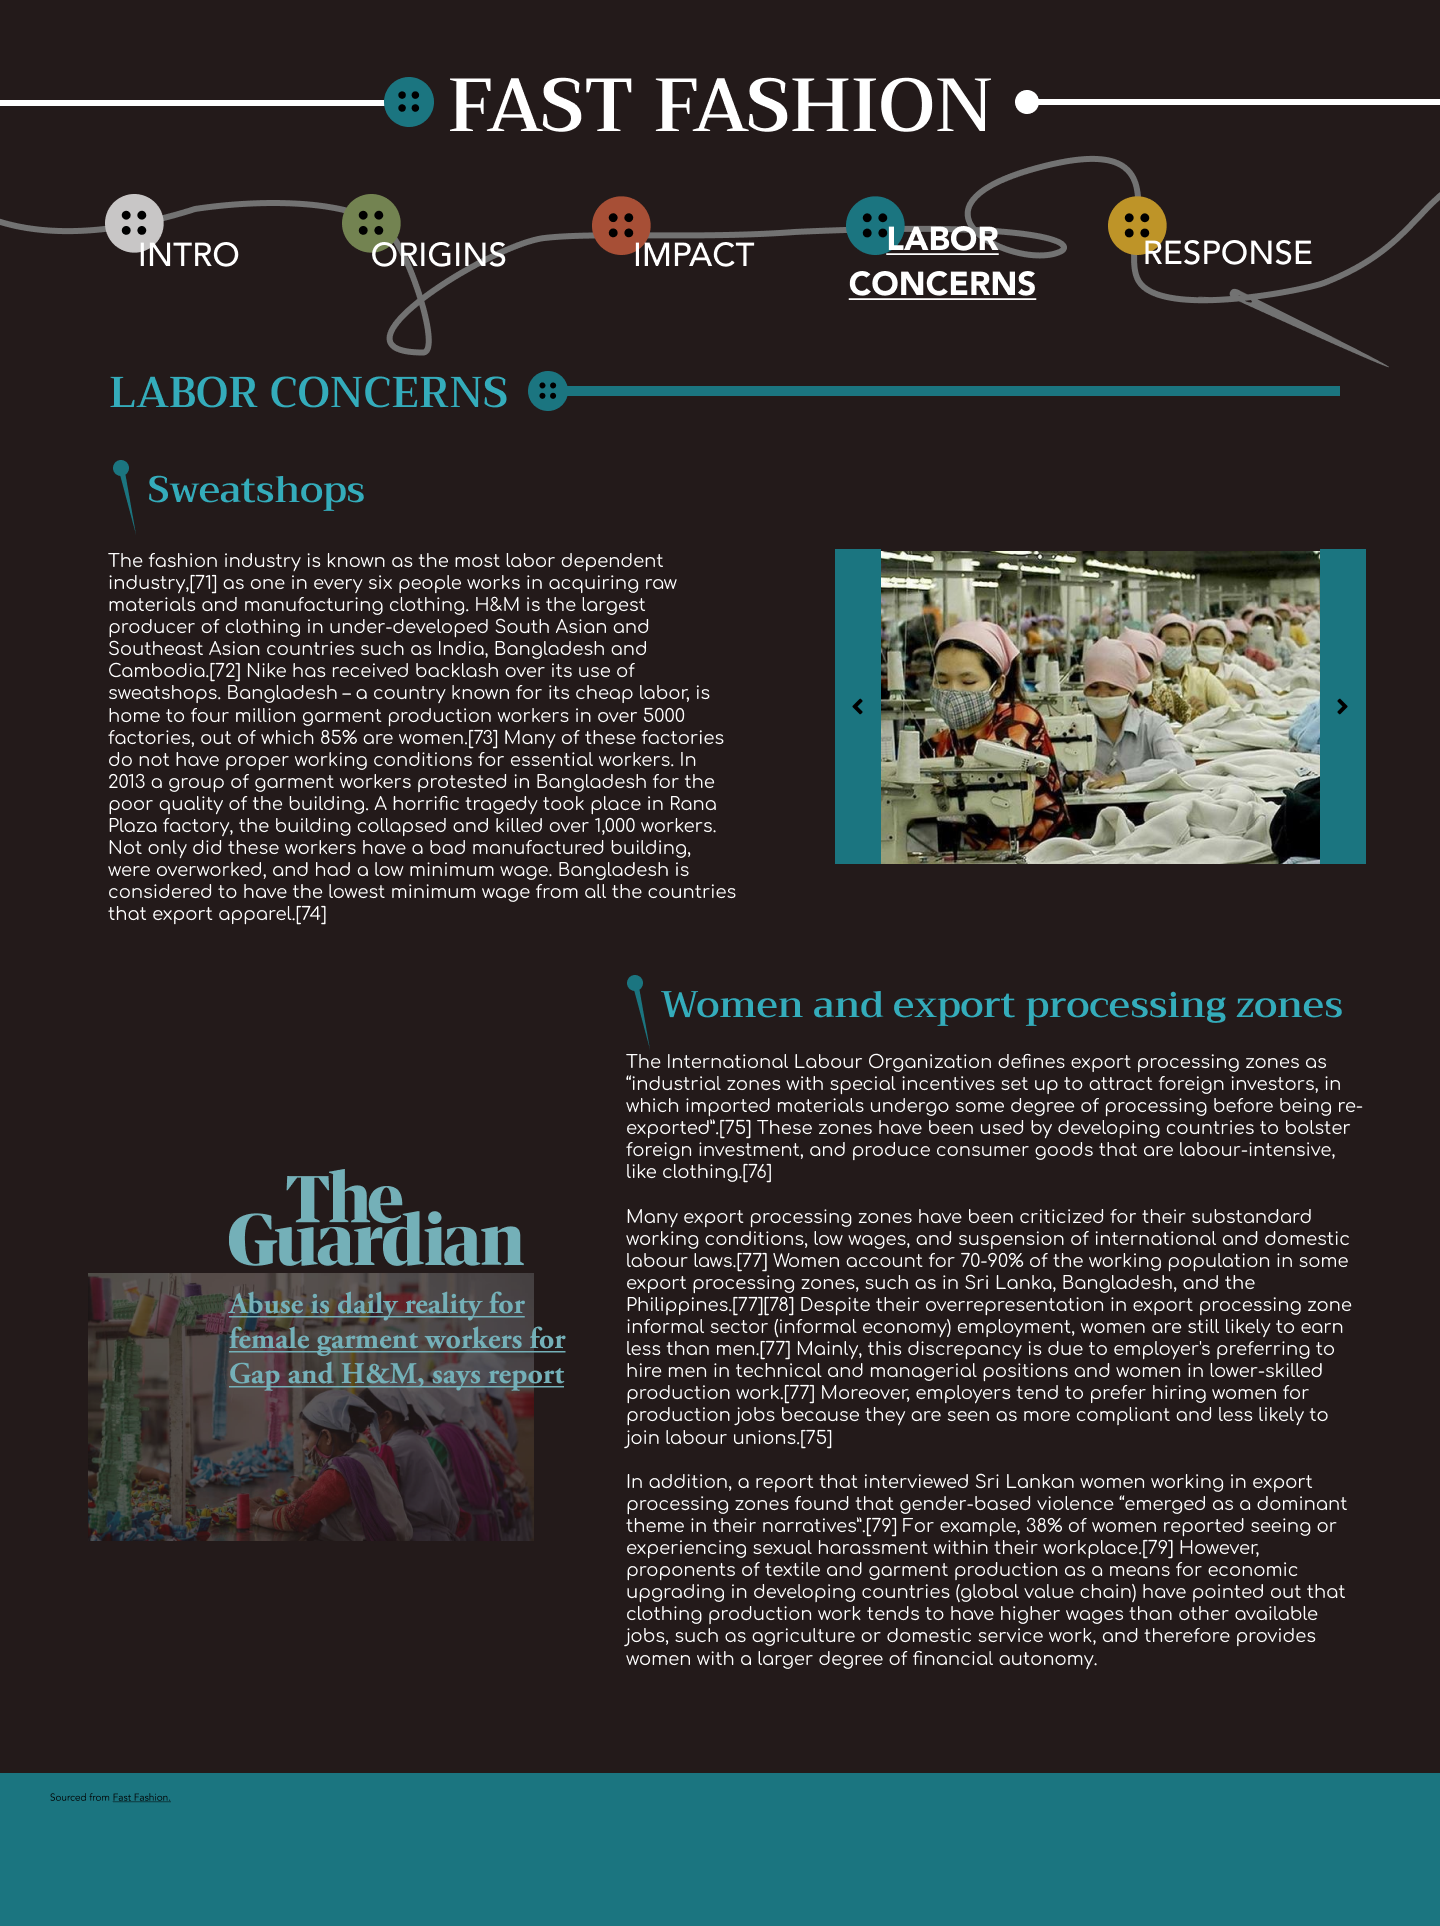 FAST FASHION
INTRO
ORIGINS
IMPACT
LABOR
CONCERNS
RESPONSE
LABOR CONCERNS
Sweatshops
The fashion industry is known as the most labor dependent
industry,[71] as one in every six people works in acquiring raw
materials and manufacturing clothing. H&M is the largest
producer of clothing in under-developed South Asian and
Southeast Asian countries such as India, Bangladesh and
Cambodia.[72] Nike has received backlash over its use of
sweatshops. Bangladesh – a country known for its cheap labor, is
home to four million garment production workers in over 5000
factories, out of which 85% are women.[73] Many of these factories
do not have proper working conditions for essential workers. In
2013 a group of garment workers protested in Bangladesh for the
poor quality of the building. A horrific tragedy took place in Rana
Plaza factory, the building collapsed and killed over 1,000 workers.
Not only did these workers have a bad manufactured building,
were overworked, and had a low minimum wage. Bangladesh is
considered to have the lowest minimum wage from all the countries
that export apparel.[74]
Women and export processing zones
The International Labour Organization defines export processing zones as
“industrial zones with special incentives set up to attract foreign investors, in
which imported materials undergo some degree of processing before being re-
exported”.[75] These zones have been used by developing countries to bolster
foreign investment, and produce consumer goods that are labour-intensive,
like clothing.[76]
Many export processing zones have been criticized for their substandard
working conditions, low wages, and suspension of international and domestic
labour laws.[77] Women account for 70-90% of the working population in some
export processing zones, such as in Sri Lanka, Bangladesh, and the
Philippines.[77][78] Despite their overrepresentation in export processing zone
informal sector (informal economy) employment, women are still likely to earn
less than men.[77] Mainly, this discrepancy is due to employer's preferring to
hire men in technical and managerial positions and women in lower-skilled
production work.[77] Moreover, employers tend to prefer hiring women for
production jobs because they are seen as more compliant and less likely to
join labour unions.[75]
In addition, a report that interviewed Sri Lankan women working in export
processing zones found that gender-based violence “emerged as a dominant
theme in their narratives”.[79] For example, 38% of women reported seeing or
experiencing sexual harassment within their workplace.[79] However,
proponents of textile and garment production as a means for economic
upgrading in developing countries (global value chain) have pointed out that
clothing production work tends to have higher wages than other available
jobs, such as agriculture or domestic service work, and therefore provides
women with a larger degree of financial autonomy.
The
Guardian
Abuse is daily reality for
female garment workers for
Gap and H&M, says report
Sourced from Fast Fashion.